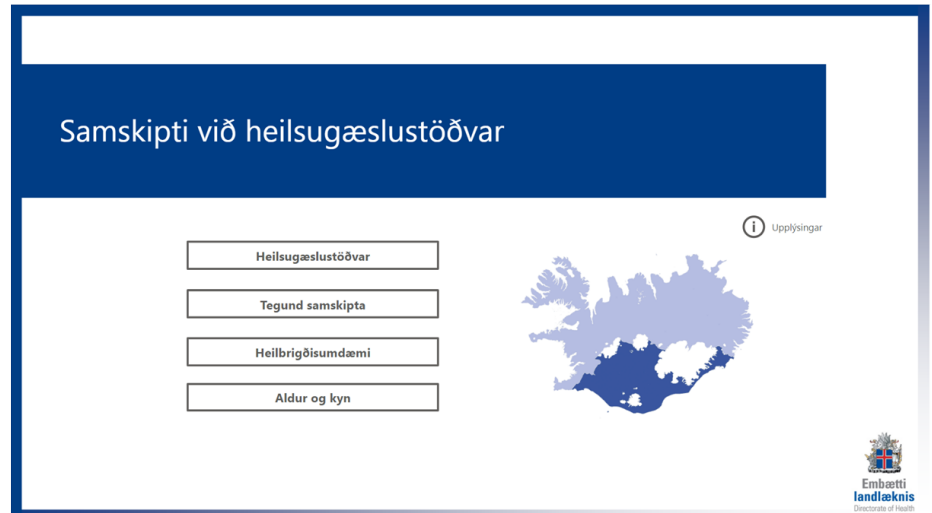 Samskipti við heilsugæslustöðvar
Upplýsingar
Heilsugæslustöðvar
Tegund samskipta
Heilbrigðisumdæmi
Aldur og kyn
Embætti
landlæknis
Directorate of Health